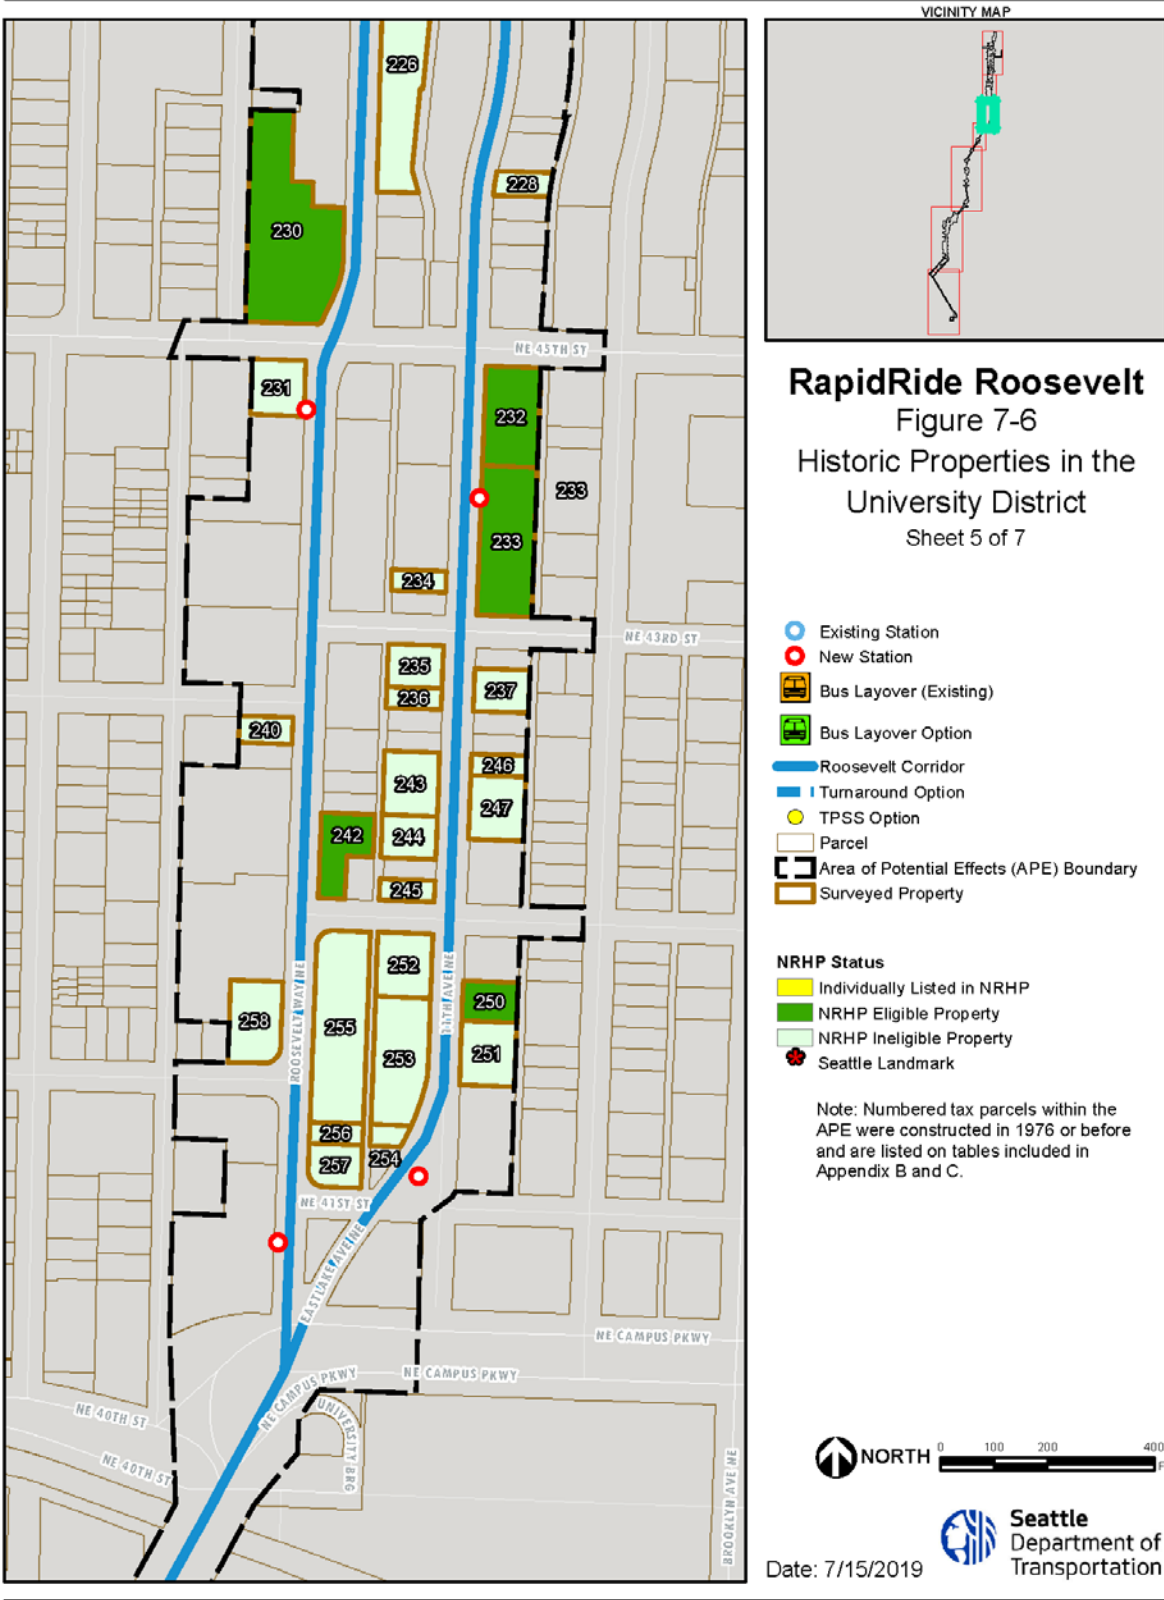 VICINITY MAP
RapidRide Roosevelt
Figure 7-6
Historic Properties in the
University District
Sheet 5 of 7
Existing Station
New Station
Bus Layover (Existing)
Bus Layover Option
Roosevelt Corridor
Turnaround Option
TPSS Option
Parcel
Area of Potential Effects (APE) Boundary
Surveyed Property
NRHP Status
Individually Listed in NRHP
NRHP Eligible Property
NRHP Ineligible Property
Seattle Landmark
Note: Numbered tax parcels within the
APE were constructed in 1976 or before
and are listed on tables included in
Appendix B and C.
NORTH
0 100 200 400
F
Seattle
Department of
Transportation
Date: 7/15/2019
226
228
230
NE 45TH ST
231
232
233
233
234
NE 43RD ST
235
236
237
240
246
243
247
242
244
245
252
250
255
258
253
251
256
254
257
ROOSEVELT WAY NE
11TH AVE NE
NE 41ST ST
EASTLAKE AVE NE
NE CAMPUS PKWY
NE CAMPUS PKWY
NE CAMPUS PKWY
UNIVERSITY BRG
NE 40TH ST
NE 40TH ST
BROOKLYN AVE NE